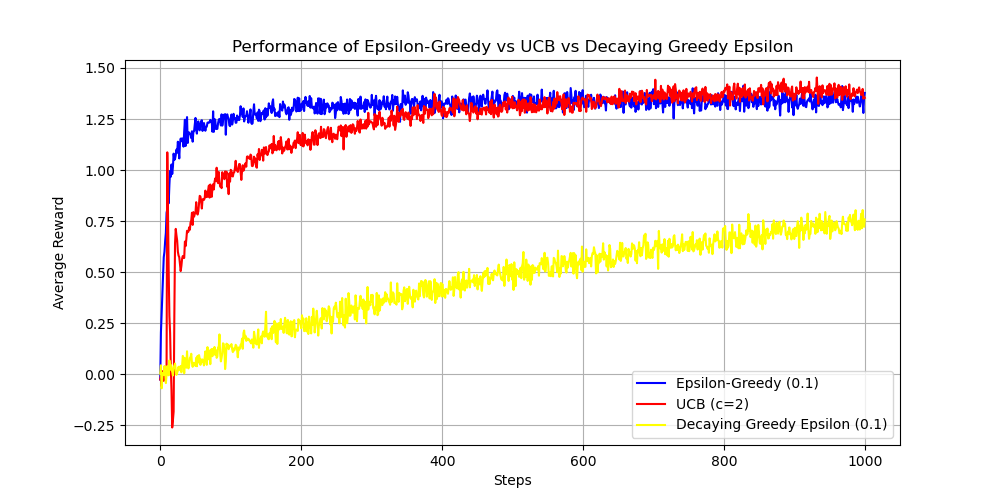 Performance of Epsilon-Greedy vs UCB vs Decaying Greedy Epsilon
1.50
1.25
1.00
0.75
0.50
0.25
0.00
−0.25
Average Reward
0 200 400 600 800 1000
Steps
Epsilon-Greedy (0.1)
UCB (c=2)
Decaying Greedy Epsilon (0.1)